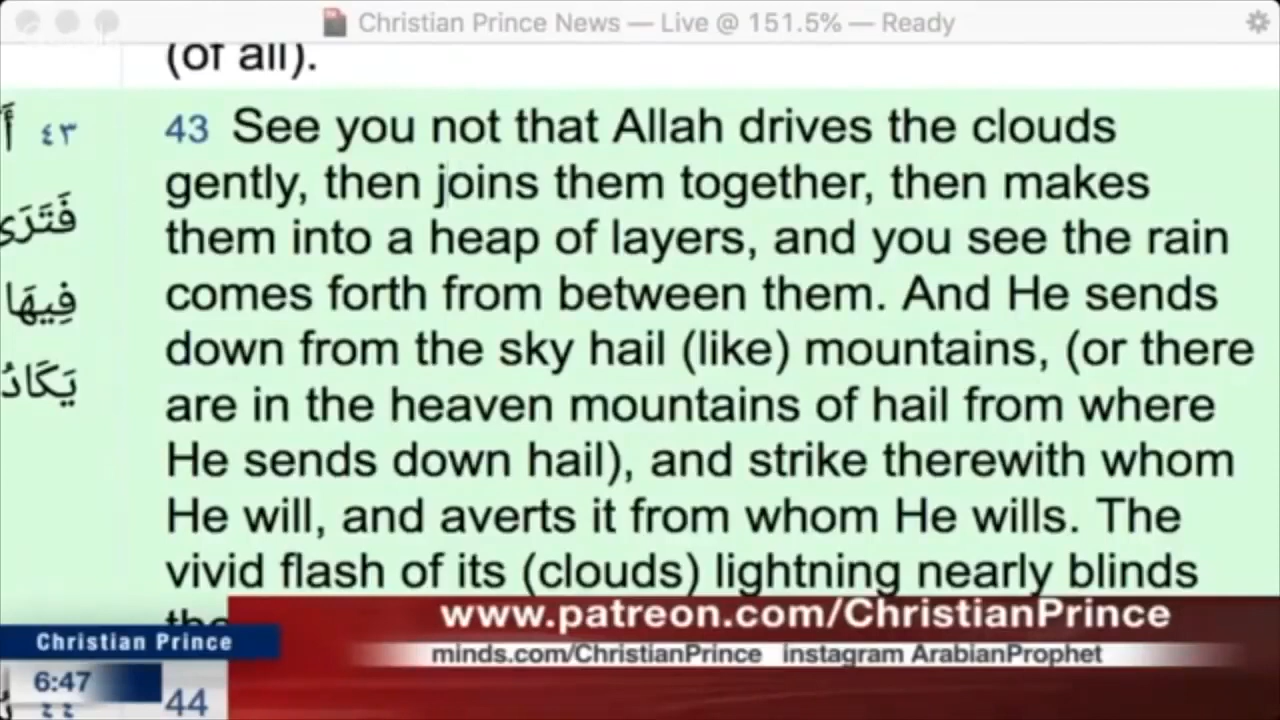 Christian Prince News — Live @ 151.5% — Ready
(of all).
٤٣
43 See you not that Allah drives the clouds
gently, then joins them together, then makes
them into a heap of layers, and you see the rain
comes forth from between them. And He sends
down from the sky hail (like) mountains, (or there
are in the heaven mountains of hail from where
He sends down hail), and strike therewith whom
He will, and averts it from whom He wills. The
vivid flash of its (clouds) lightning nearly blinds
فَتَرَى
فِيهَا
يَكَادُ
www.patreon.com/ChristianPrince
Christian Prince
minds.com/ChristianPrince instagram ArabianProphet
6:47
44